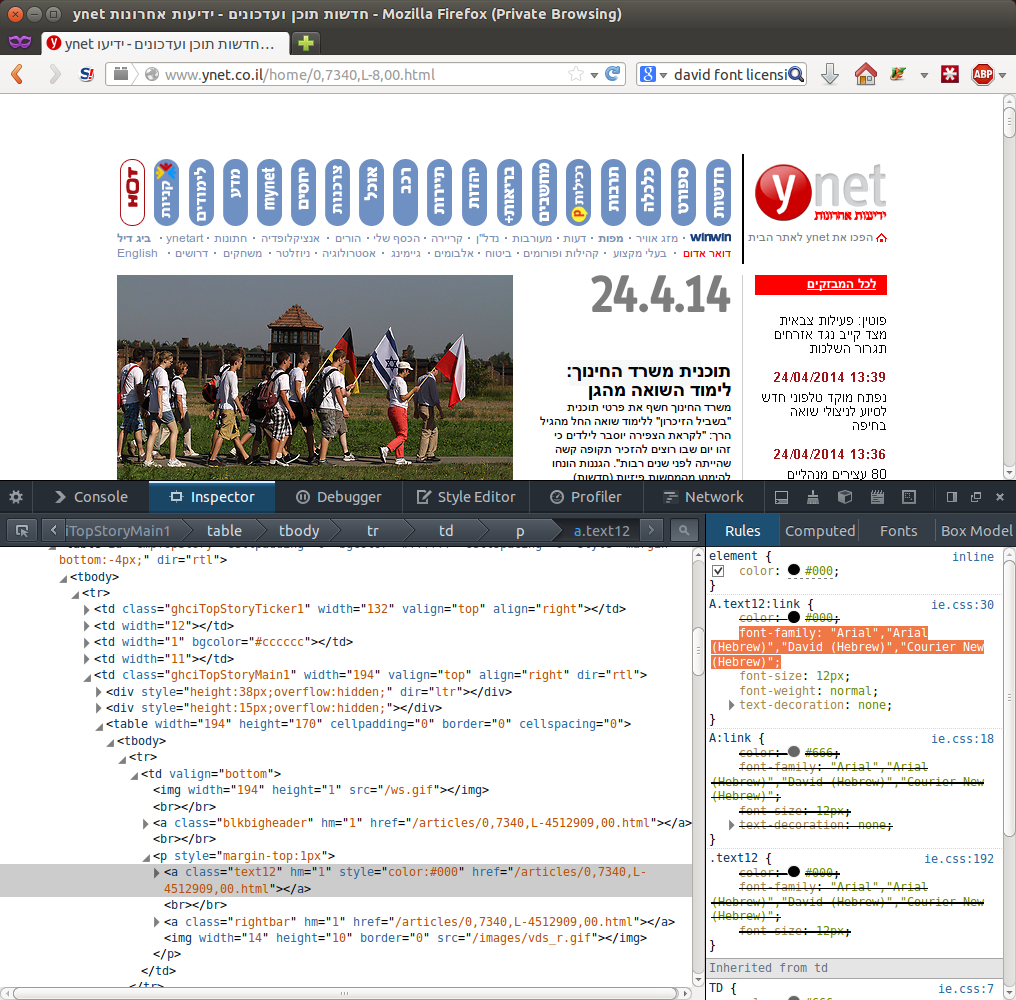 ynet חדשות תוכן ועדכונים - ידיעות אחרונות - Mozilla Firefox (Private Browsing)
ynet חדשות תוכן ועדכונים - ידיעו...
www.ynet.co.il/home/0,7340,L-8,00.html
david font licensi
ABP
חדשות
ספורט
כלכלה
תרבות
רכילות
מחשבים
בריאות+
יהדות
תיירות
רכב
אוכל
צרכנות
יחסים
mynet
מדע
לימודים
קניות
HOT
ynet
ידיעות אחרונות
הפכו את ynet לאתר הבית
winwin • מזג אוויר • מפות • דעות • מעורבות • נדל"ן • קריירה • הכסף שלי • הורים • אנציקלופדיה • חתונות • ynetart • ביג דיל
דואר אדום • בעלי מקצוע • קהילות ופורומים • ביטוח • אלבומים • גיימינג • אסטרולוגיה • ניוזלטר • משחקים • דרושים • English
לכל המבזקים
פוטין: פעילות צבאית
מצד קייב נגד אזרחים
תגרור השלכות
24/04/2014 13:39
נפתח מוקד טלפוני חדש
לסיוע לניצולי שואה
בחיפה
24/04/2014 13:36
80 עצירים מנהליים
24.4.14
תוכנית משרד החינוך:
לימוד השואה מהגן
משרד החינוך חשף את פרטי תוכנית
"בשביל הזיכרון" ללימוד שואה החל מהגיל
הרך: "לקראת הצפירה יוסבר לילדים כי
זהו יום שבו רוצים להזכיר תקופה קשה
שהייתה לפני שנים רבות". הגננות הונחו
להימנע מהמחשות פיזיות (חדשות)
Console
Inspector
Debugger
Style Editor
Profiler
Network
iTopStoryMain1
table
tbody
tr
td
p
a.text12
Rules
Computed
Fonts
Box Model
bottom:-4px;" dir="rtl">
<tbody>
<tr>
<td class="ghciTopStoryTicker1" width="132" valign="top" align="right"></td>
<td width="12"></td>
<td width="1" bgcolor="#cccccc"></td>
<td width="11"></td>
<td class="ghciTopStoryMain1" width="194" valign="top" align="right" dir="rtl">
<div style="height:38px;overflow:hidden;" dir="ltr"></div>
<div style="height:15px;overflow:hidden;"></div>
<table width="194" height="170" cellpadding="0" border="0" cellspacing="0">
<tbody>
<tr>
<td valign="bottom">
<img width="194" height="1" src="/ws.gif"></img>
<br></br>
<a class="blkbigheader" hm="1" href="/articles/0,7340,L-4512909,00.html"></a>
<br></br>
<p style="margin-top:1px">
<a class="text12" hm="1" style="color:#000" href="/articles/0,7340,L-
4512909,00.html"></a>
<br></br>
<a class="rightbar" hm="1" href="/articles/0,7340,L-4512909,00.html"></a>
<img width="14" height="10" border="0" src="/images/vds_r.gif"></img>
</p>
</td>
</tr>
element { inline
color: #000;
}
A.text12:link { ie.css:30
color: #000;
font-family: "Arial","Arial
(Hebrew)","David (Hebrew)","Courier New
(Hebrew)";
font-size: 12px;
font-weight: normal;
text-decoration: none;
}
A:link { ie.css:18
color: #666;
font-family: "Arial","Arial
(Hebrew)","David (Hebrew)","Courier New
(Hebrew)";
font-size: 12px;
text-decoration: none;
}
.text12 { ie.css:192
color: #000;
font-family: "Arial","Arial
(Hebrew)","David (Hebrew)","Courier New
(Hebrew)";
font-size: 12px;
}
Inherited from td
TD { ie.css:7
color: #666;